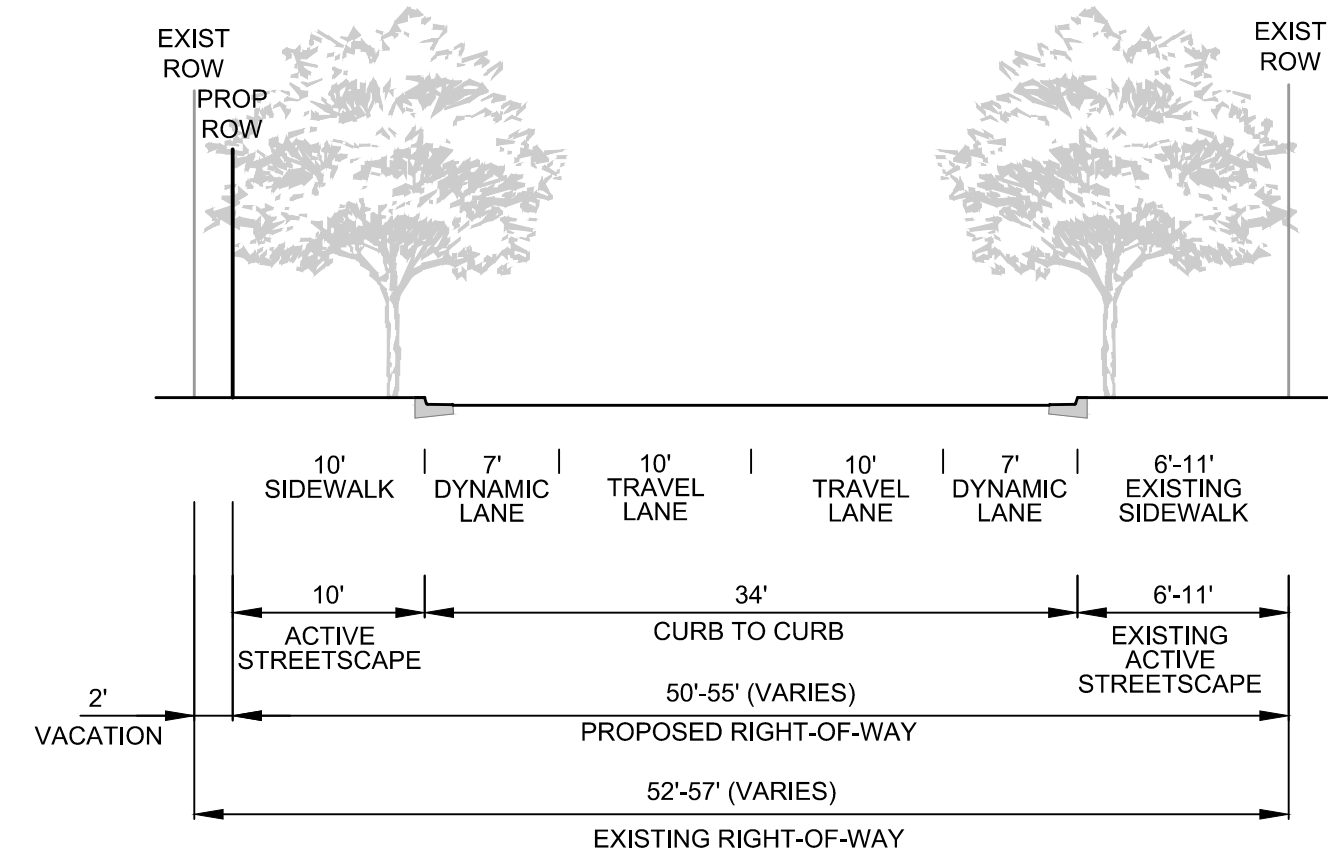 EXIST
ROW
PROP
ROW
EXIST
ROW
10'
SIDEWALK
7'
DYNAMIC
LANE
10'
TRAVEL
LANE
10'
TRAVEL
LANE
7'
DYNAMIC
LANE
6'-11'
EXISTING
SIDEWALK
10'
ACTIVE
STREETSCAPE
34'
CURB TO CURB
6'-11'
EXISTING
ACTIVE
STREETSCAPE
2'
VACATION
50'-55' (VARIES)
PROPOSED RIGHT-OF-WAY
52'-57' (VARIES)
EXISTING RIGHT-OF-WAY